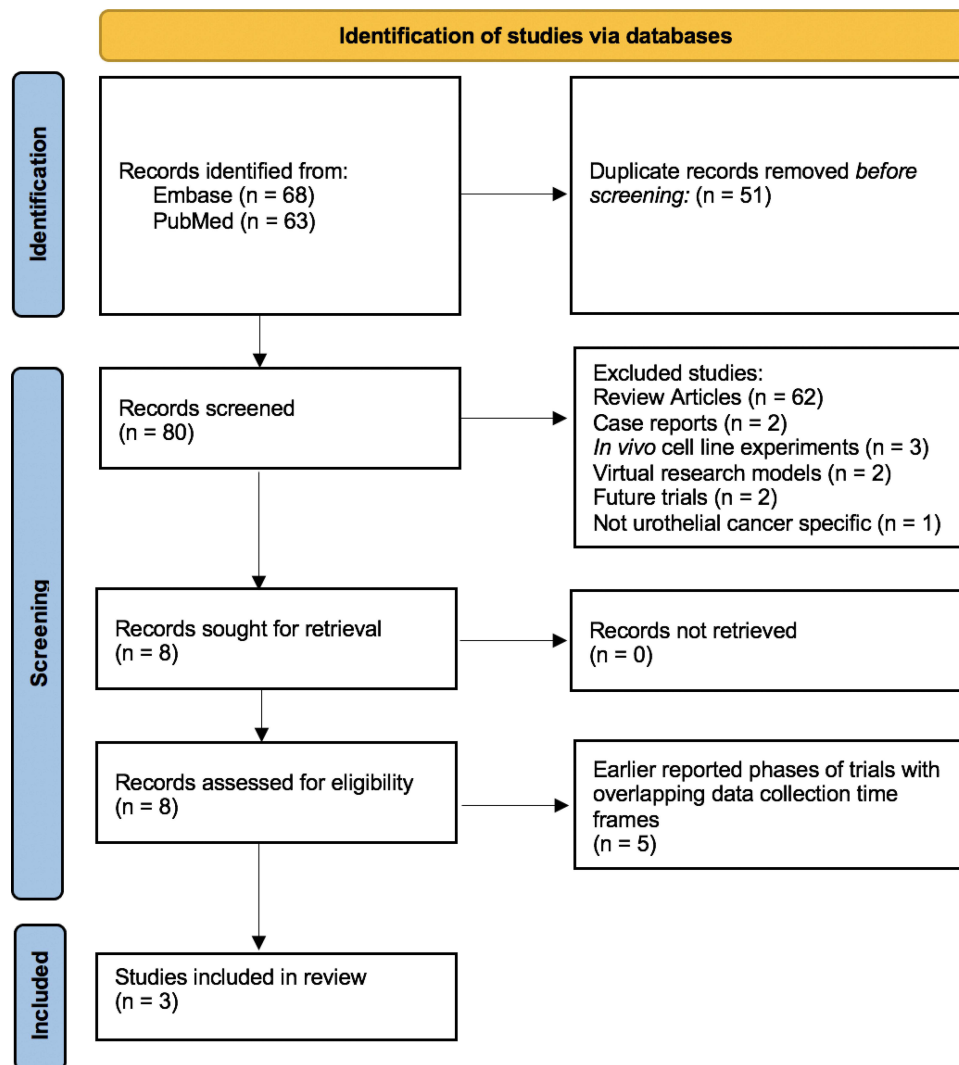 Identification of studies via databases
Identification
Records identified from:
Embase (n = 68)
PubMed (n = 63)
Duplicate records removed before
screening: (n = 51)
Screening
Records screened
(n = 80)
Excluded studies:
Review Articles (n = 62)
Case reports (n = 2)
In vivo cell line experiments (n = 3)
Virtual research models (n = 2)
Future trials (n = 2)
Not urothelial cancer specific (n = 1)
Records sought for retrieval
(n = 8)
Records not retrieved
(n = 0)
Records assessed for eligibility
(n = 8)
Earlier reported phases of trials with
overlapping data collection time
frames
(n = 5)
Included
Studies included in review
(n = 3)